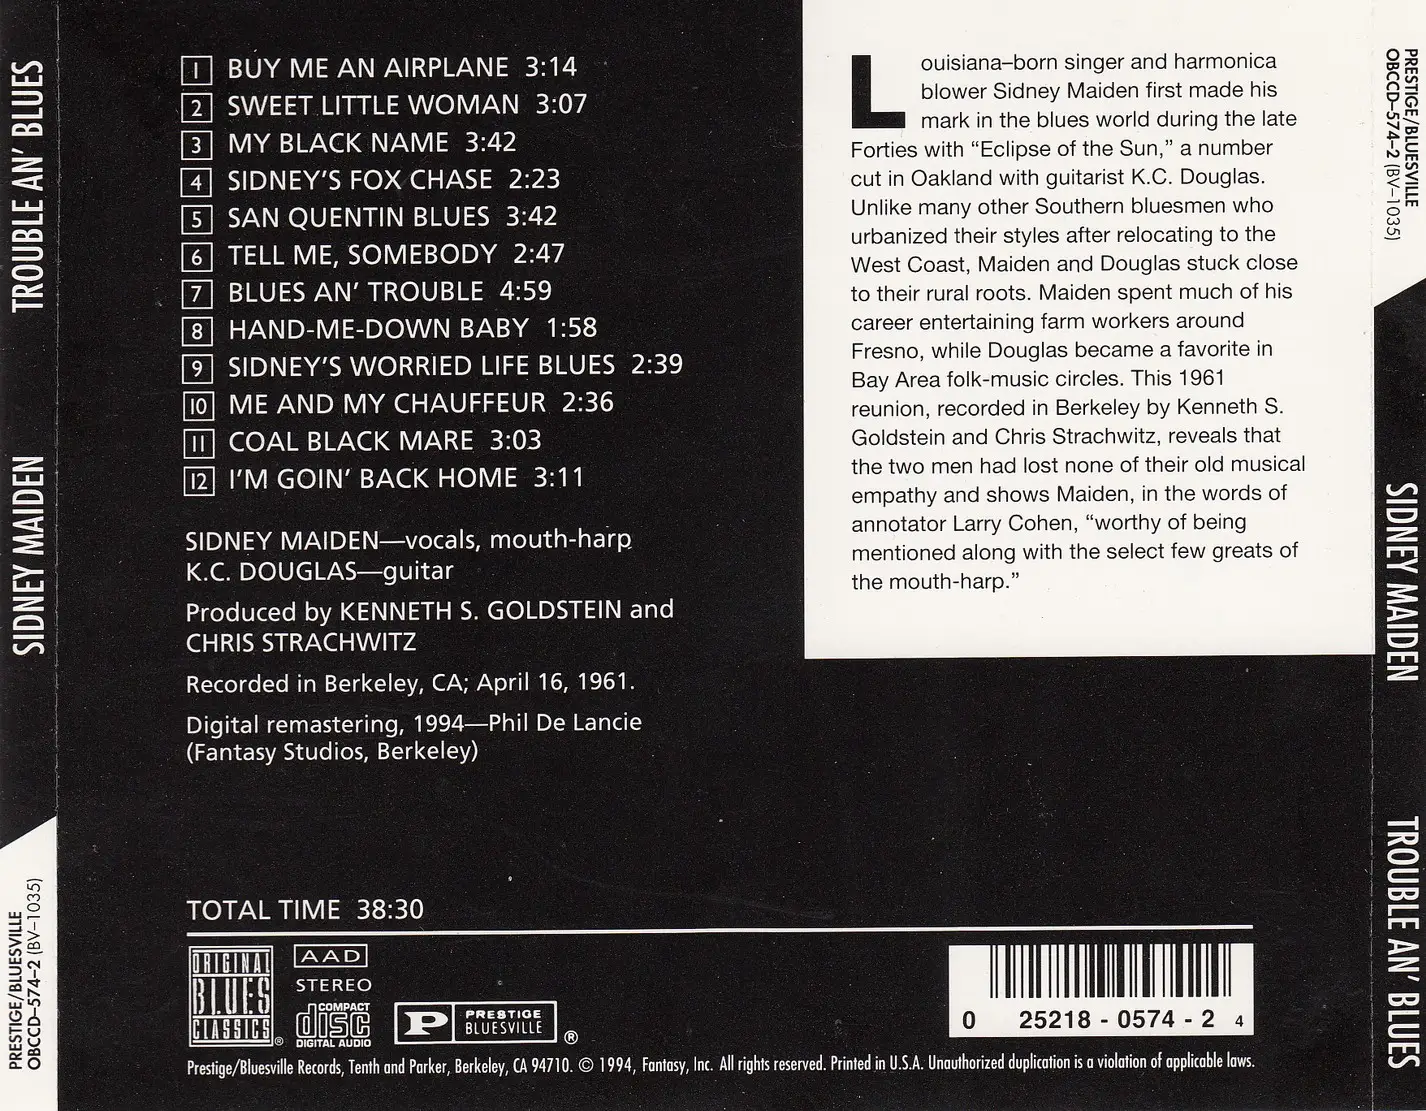 TROUBLE AN' BLUES
SIDNEY MAIDEN
PRESTIGE/BLUESVILLE
OBCCD-574-2 (BV-1035)
1 BUY ME AN AIRPLANE 3:14
2 SWEET LITTLE WOMAN 3:07
3 MY BLACK NAME 3:42
4 SIDNEY'S FOX CHASE 2:23
5 SAN QUENTIN BLUES 3:42
6 TELL ME, SOMEBODY 2:47
7 BLUES AN' TROUBLE 4:59
8 HAND-ME-DOWN BABY 1:58
9 SIDNEY'S WORRIED LIFE BLUES 2:39
10 ME AND MY CHAUFFEUR 2:36
11 COAL BLACK MARE 3:03
12 I'M GOIN' BACK HOME 3:11
SIDNEY MAIDEN—vocals, mouth-harp
K.C. DOUGLAS—guitar
Produced by KENNETH S. GOLDSTEIN and
CHRIS STRACHWITZ
Recorded in Berkeley, CA; April 16, 1961.
Digital remastering, 1994—Phil De Lancie
(Fantasy Studios, Berkeley)
Louisiana–born singer and harmonica
blower Sidney Maiden first made his
mark in the blues world during the late
Forties with “Eclipse of the Sun,” a number
cut in Oakland with guitarist K.C. Douglas.
Unlike many other Southern bluesmen who
urbanized their styles after relocating to the
West Coast, Maiden and Douglas stuck close
to their rural roots. Maiden spent much of his
career entertaining farm workers around
Fresno, while Douglas became a favorite in
Bay Area folk-music circles. This 1961
reunion, recorded in Berkeley by Kenneth S.
Goldstein and Chris Strachwitz, reveals that
the two men had lost none of their old musical
empathy and shows Maiden, in the words of
annotator Larry Cohen, “worthy of being
mentioned along with the select few greats of
the mouth-harp.”
TOTAL TIME 38:30
ORIGINAL
BLUES
CLASSICS®
AAD
STEREO
COMPACT
disc
DIGITAL AUDIO
P PRESTIGE
BLUESVILLE ®
0 25218 - 0574 - 2 4
Prestige/Bluesville Records, Tenth and Parker, Berkeley, CA 94710. © 1994, Fantasy, Inc. All rights reserved. Printed in U.S.A. Unauthorized duplication is a violation of applicable laws.
PRESTIGE/BLUESVILLE
OBCCD-574-2 (BV-1035)
SIDNEY MAIDEN
TROUBLE AN' BLUES